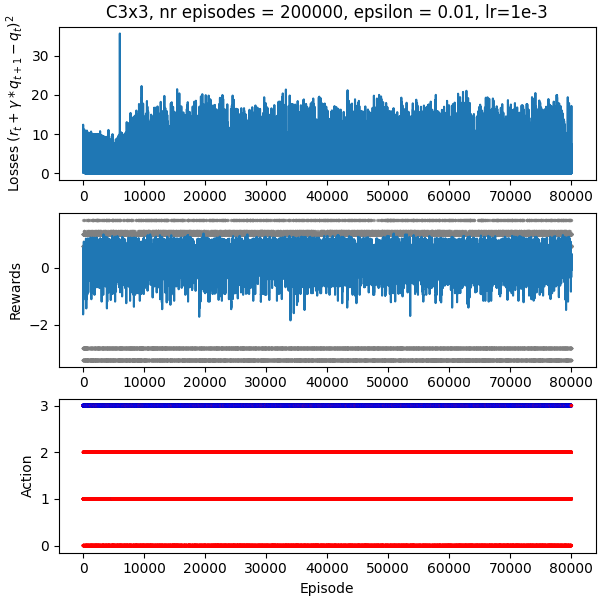 C3x3, nr episodes = 200000, epsilon = 0.01, lr=1e-3
Losses $(r_t + \gamma * q_{t+1} - q_t)^2$
30
20
10
0
0 10000 20000 30000 40000 50000 60000 70000 80000
Rewards
0
−2
0 10000 20000 30000 40000 50000 60000 70000 80000
Action
3
2
1
0
0 10000 20000 30000 40000 50000 60000 70000 80000
Episode